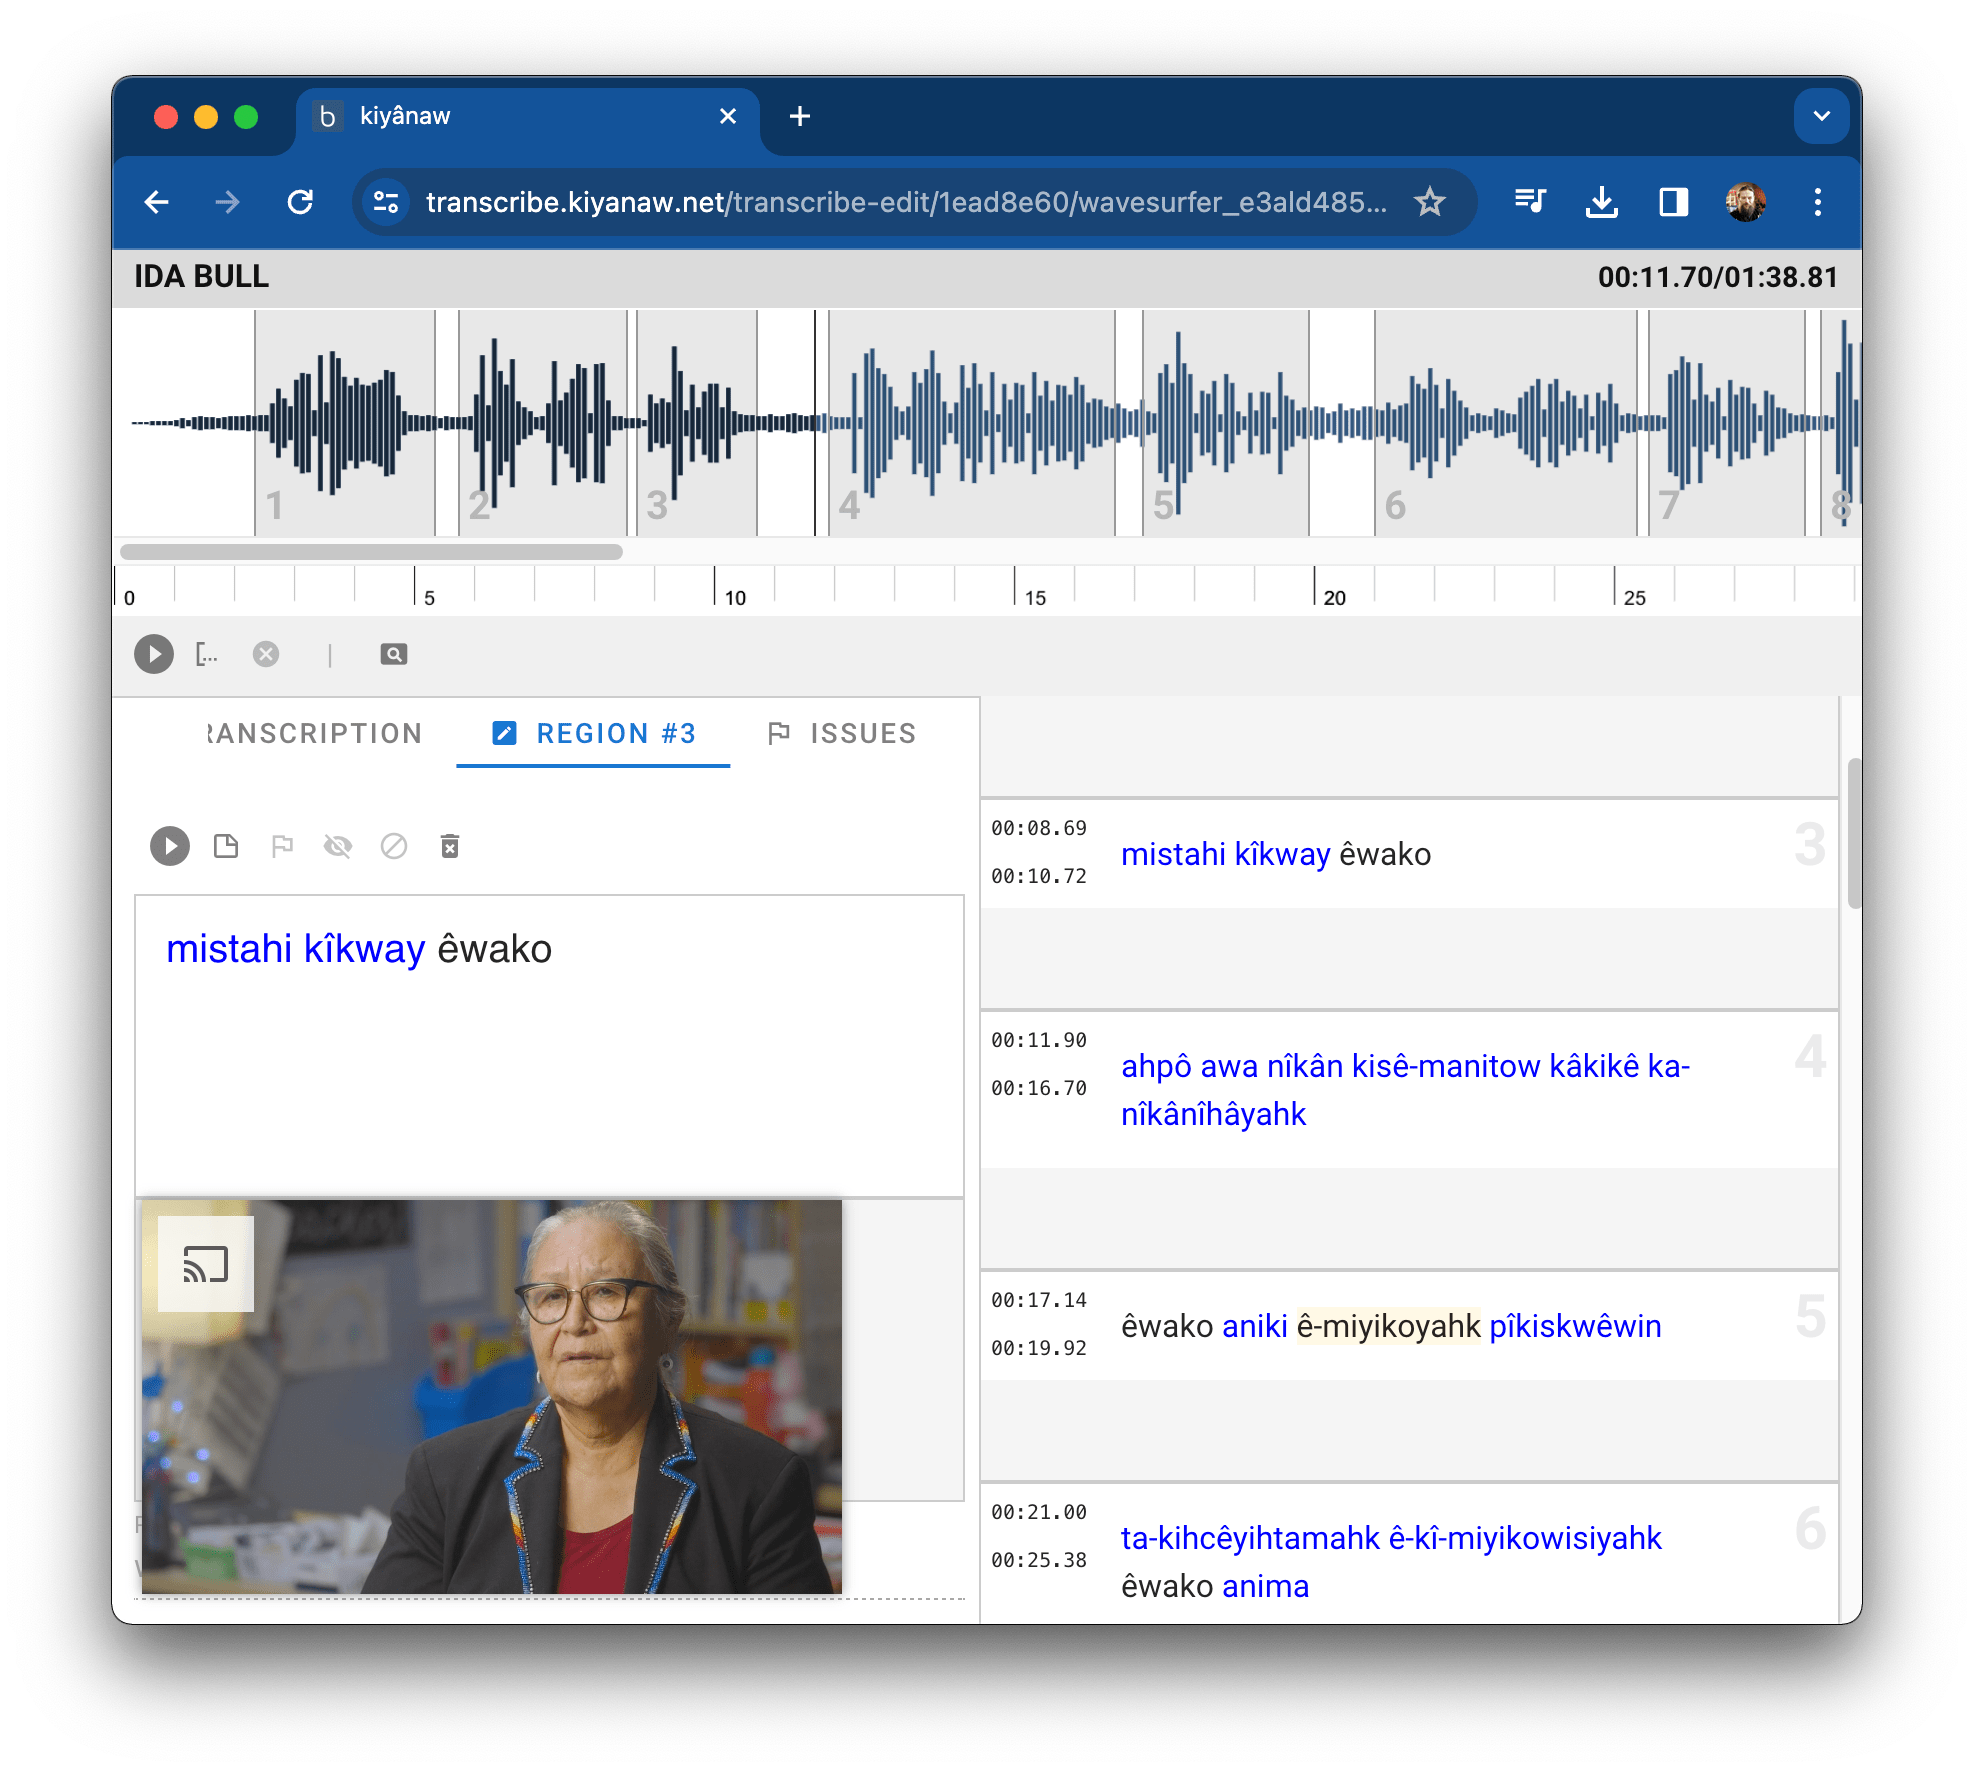 kiyânaw
transcribe.kiyanaw.net/transcribe-edit/1ead8e60/wavesurfer_e3ald485...
IDA BULL
00:11.70/01:38.81
1 2 3 4 5 6 7 8
0 5 10 15 20 25
[...
RANSCRIPTION REGION #3 ISSUES
mistahi kîkway êwako
00:08.69
00:10.72
mistahi kîkway êwako
3
00:11.90
00:16.70
ahpô awa nîkân kisê-manitow kâkikê ka-
nîkânîhâyahk
4
00:17.14
00:19.92
êwako aniki ê-miyikoyahk pîkiskwêwin
5
00:21.00
00:25.38
ta-kihcêyihtamahk ê-kî-miyikowisiyahk
êwako anima
6